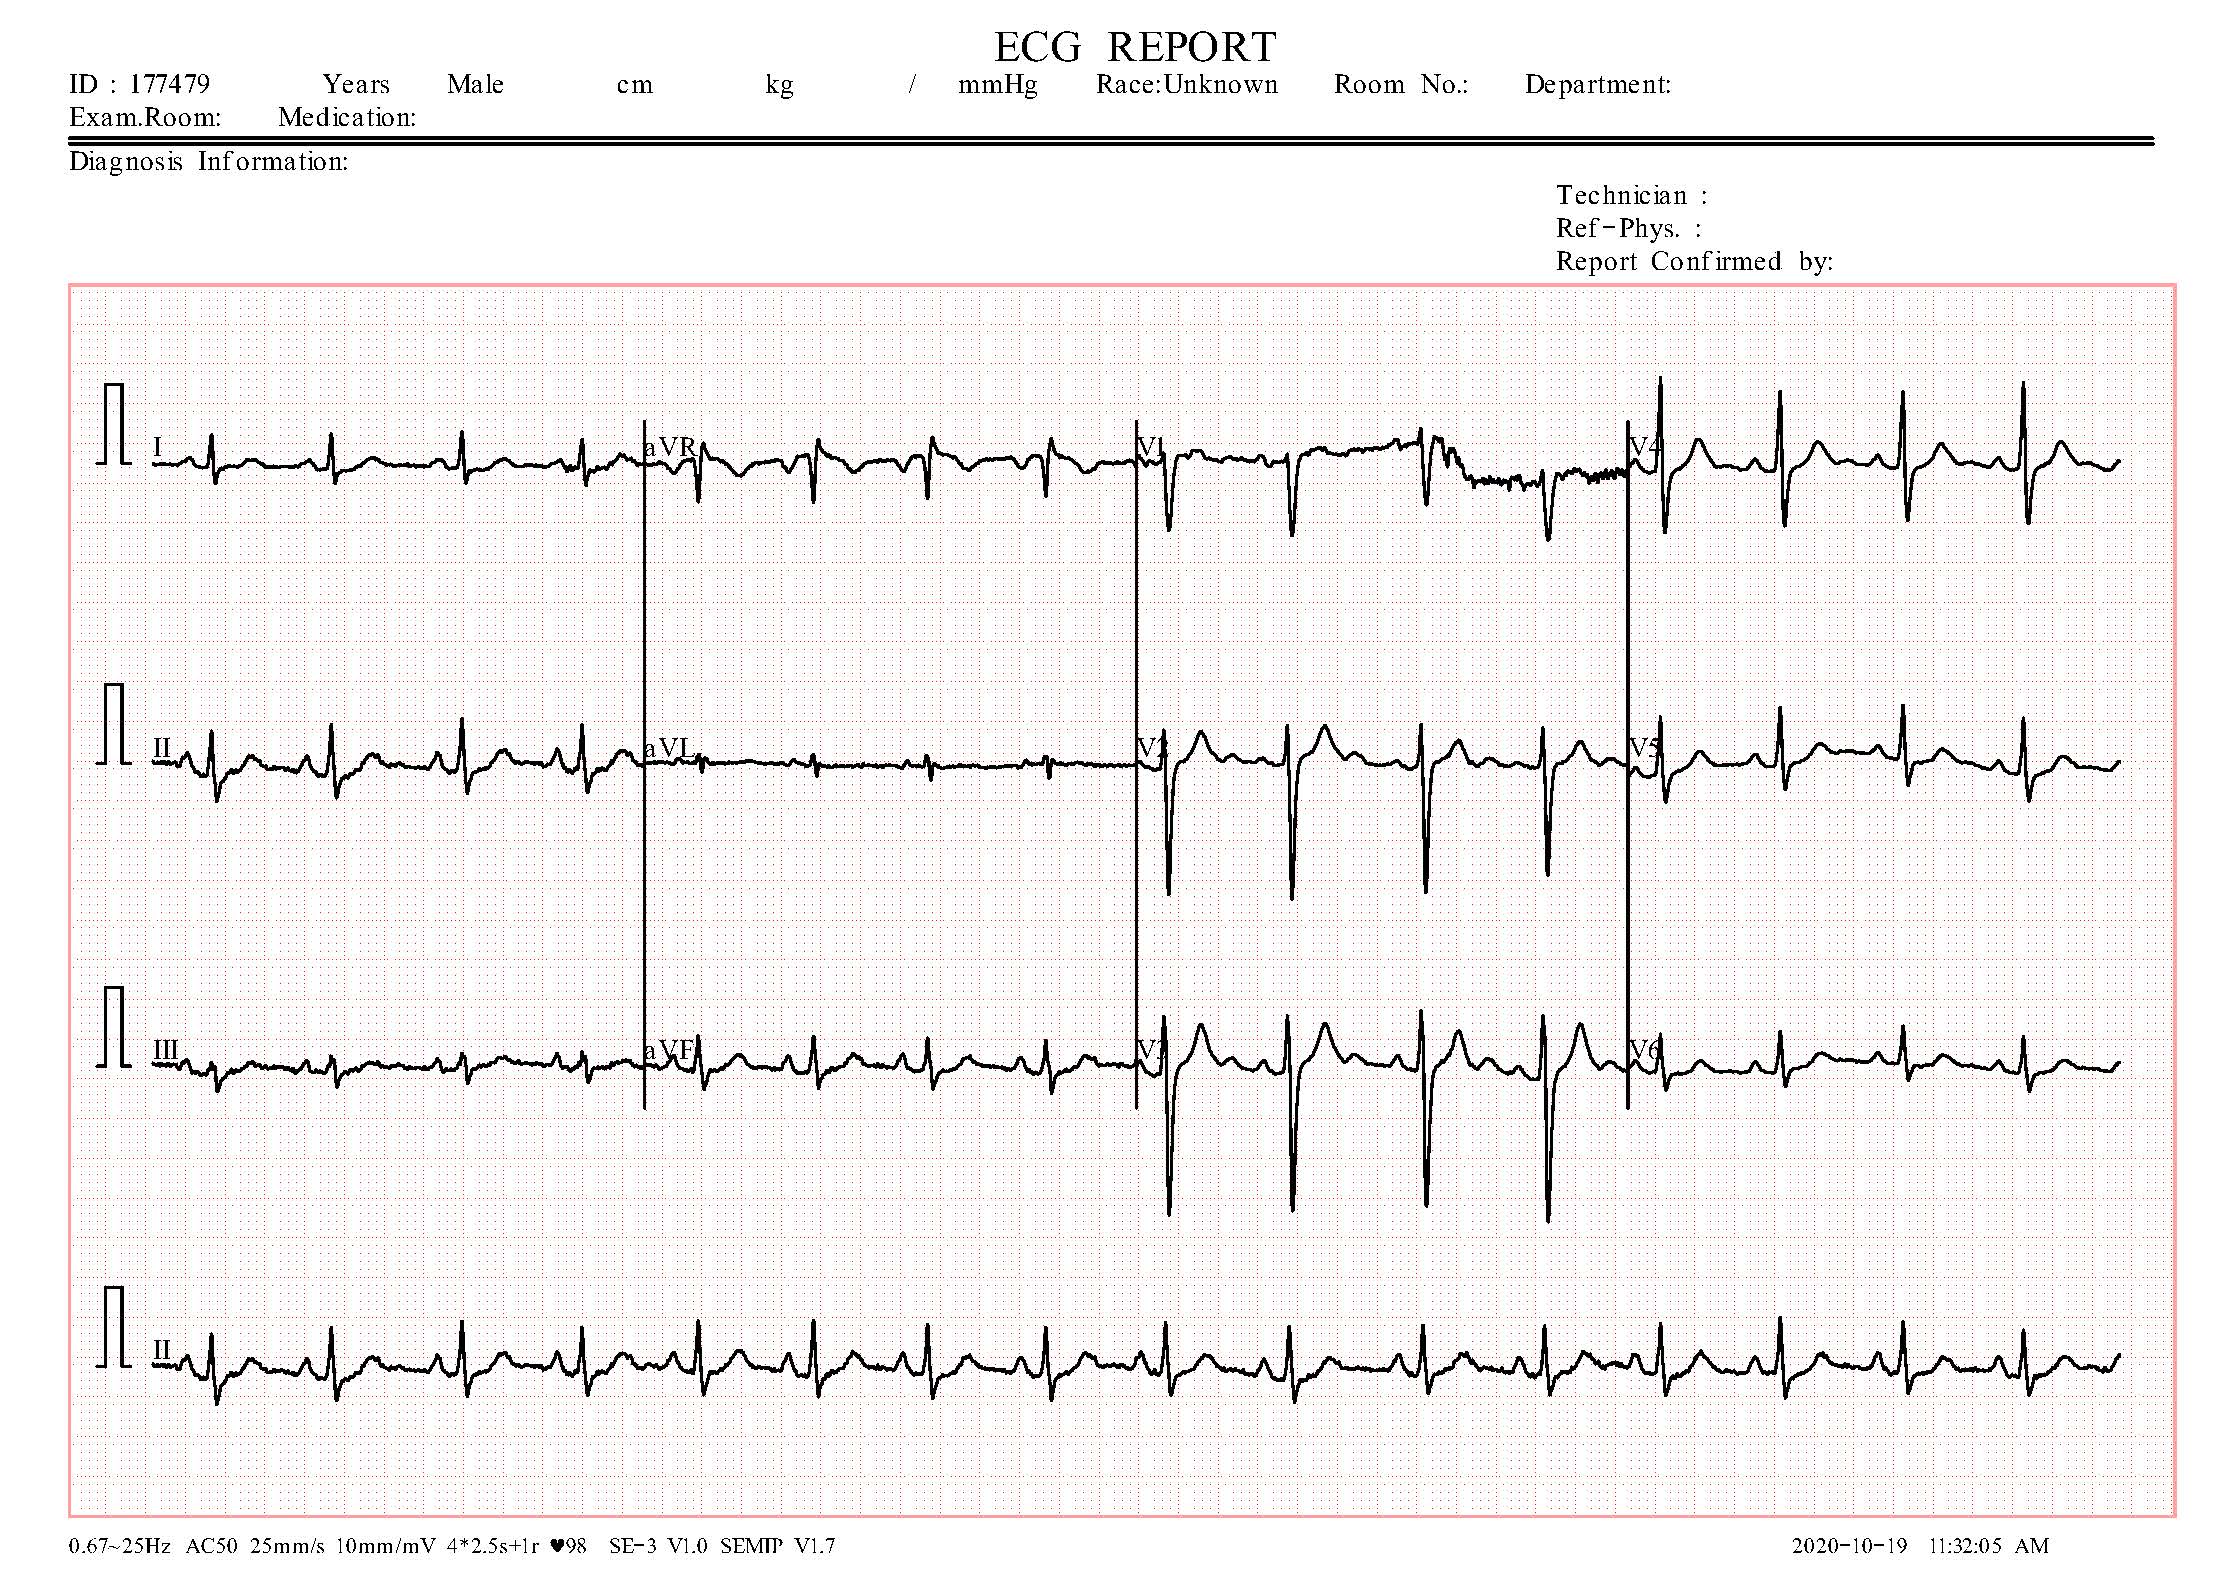 ECG REPORT
ID : 177479 Years Male cm kg / mmHg Race:Unknown Room No.: Department:
Exam.Room: Medication:
Diagnosis Information:
Technician :
Ref-Phys. :
Report Confirmed by:
I aVR V1 V4
II aVL V2 V5
III aVF V3 V6
II
0.67~25Hz AC50 25mm/s 10mm/mV 4*2.5s+1r ♥98 SE-3 V1.0 SEMIP V1.7 2020-10-19 11:32:05 AM